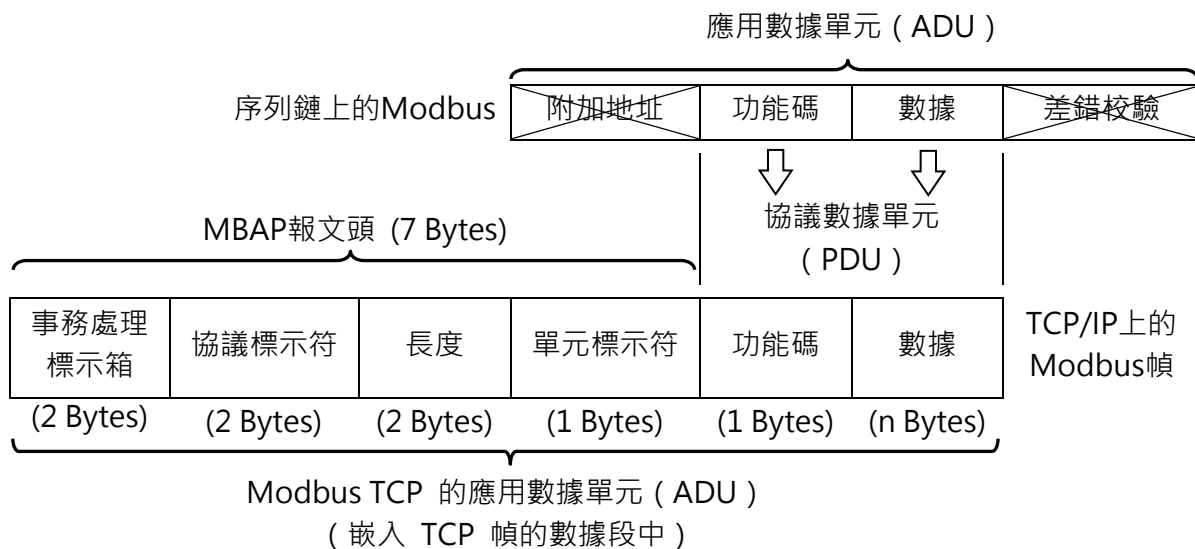 應用數據單元 ( ADU )
序列鏈上的Modbus 附加地址 功能碼 數據 差錯校驗
MBAP報文頭 (7 Bytes)
協議數據單元
( PDU )
事務處理
標示箱
協議標示符 長度 單元標示符 功能碼 數據
TCP/IP上的
Modbus幀
(2 Bytes) (2 Bytes) (2 Bytes) (1 Bytes) (1 Bytes) (n Bytes)
Modbus TCP 的應用數據單元 ( ADU )
( 嵌入 TCP 幀的數據段中 )